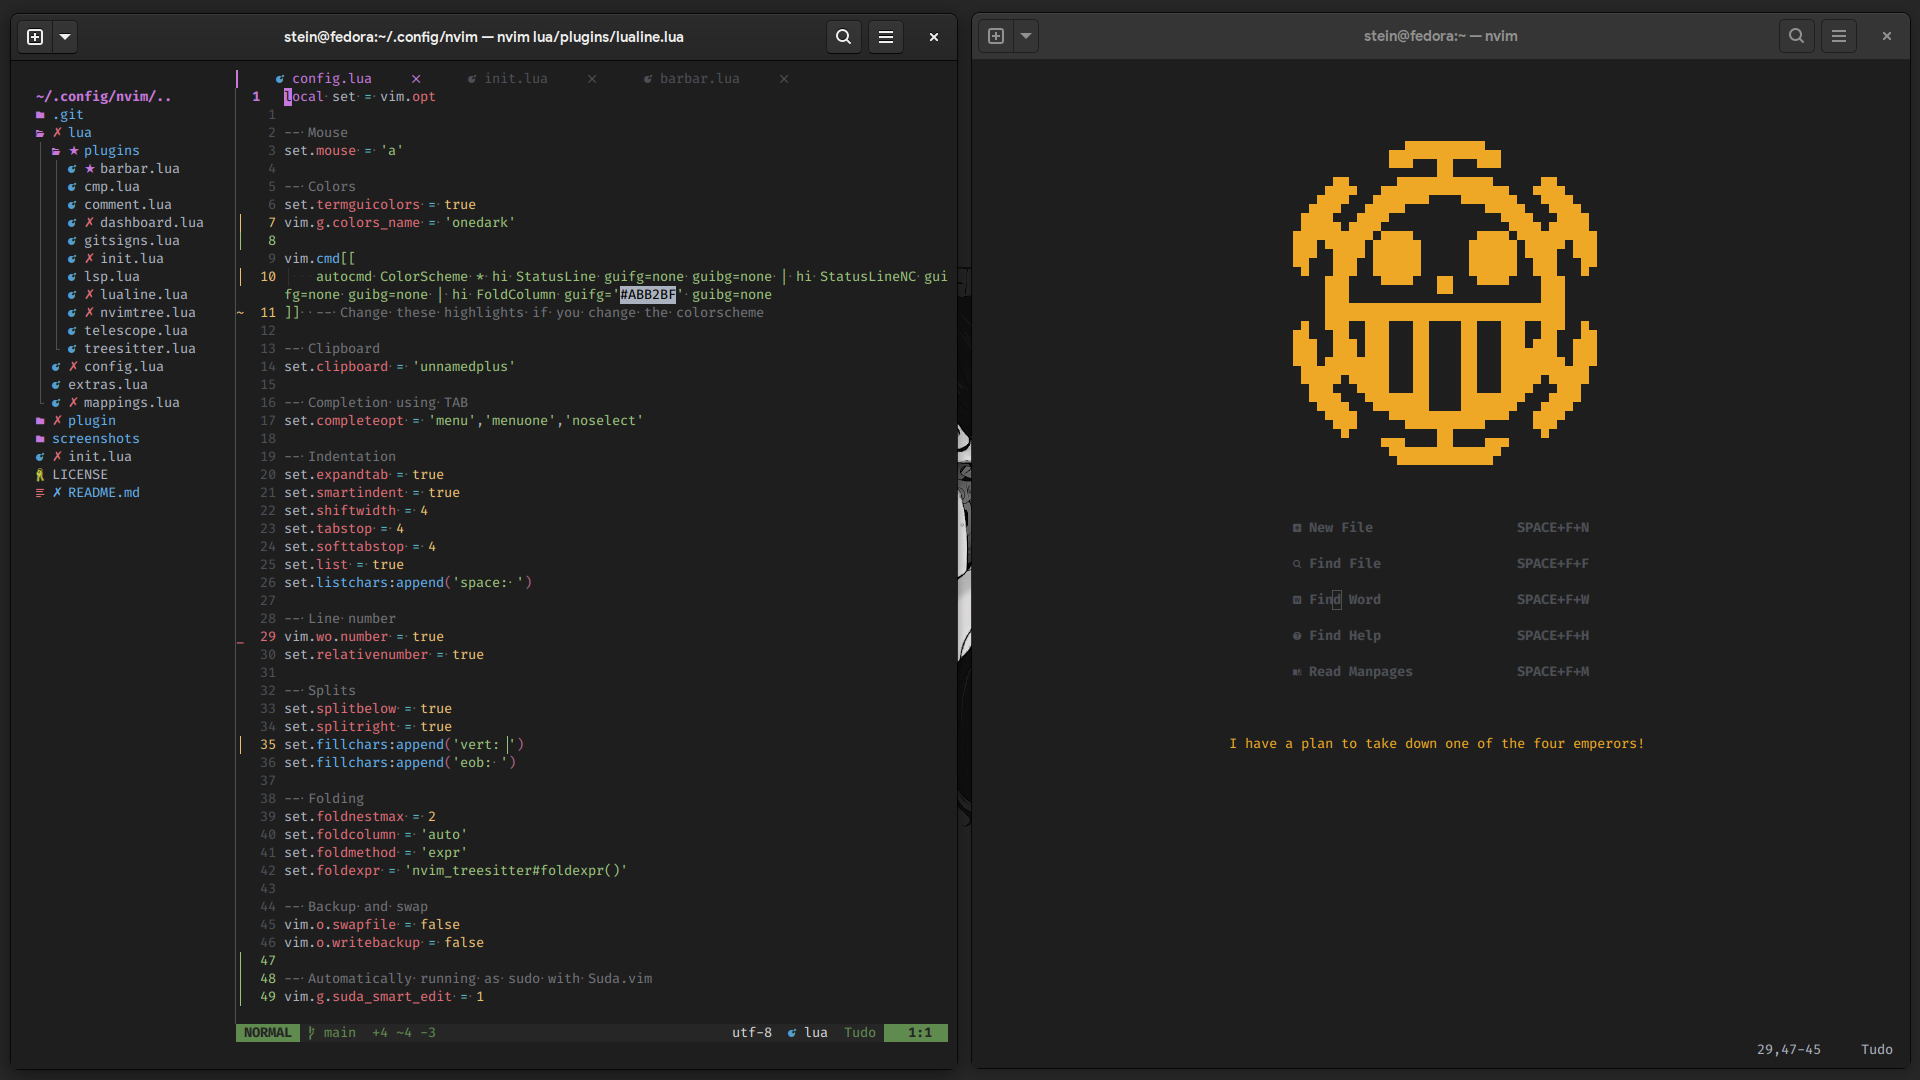 stein@fedora:~/.config/nvim — nvim lua/plugins/lualine.lua
config.lua × init.lua × barbar.lua ×
~/.config/nvim/..
.git
✗ lua
★ plugins
★ barbar.lua
cmp.lua
comment.lua
✗ dashboard.lua
gitsigns.lua
✗ init.lua
lsp.lua
✗ lualine.lua
✗ nvimtree.lua
telescope.lua
treesitter.lua
✗ config.lua
extras.lua
✗ mappings.lua
✗ plugin
screenshots
✗ init.lua
LICENSE
✗ README.md
1 local·set·=·vim.opt
1
2 --·Mouse
3 set.mouse·=·'a'
4
5 --·Colors
6 set.termguicolors·=·true
7 vim.g.colors_name·=·'onedark'
8
9 vim.cmd[[
10 autocmd·ColorScheme·*·hi·StatusLine·guifg=none·guibg=none·|·hi·StatusLineNC·gui
fg=none·guibg=none·|·hi·FoldColumn·guifg='#ABB2BF'·guibg=none
~ 11 ]]··--·Change·these·highlights·if·you·change·the·colorscheme
12
13 --·Clipboard
14 set.clipboard·=·'unnamedplus'
15
16 --·Completion·using·TAB
17 set.completeopt·=·'menu','menuone','noselect'
18
19 --·Indentation
20 set.expandtab·=·true
21 set.smartindent·=·true
22 set.shiftwidth·=·4
23 set.tabstop·=·4
24 set.softtabstop·=·4
25 set.list·=·true
26 set.listchars:append('space:·')
27
28 --·Line·number
_ 29 vim.wo.number·=·true
30 set.relativenumber·=·true
31
32 --·Splits
33 set.splitbelow·=·true
34 set.splitright·=·true
35 set.fillchars:append('vert:·│')
36 set.fillchars:append('eob:·')
37
38 --·Folding
39 set.foldnestmax·=·2
40 set.foldcolumn·=·'auto'
41 set.foldmethod·=·'expr'
42 set.foldexpr·=·'nvim_treesitter#foldexpr()'
43
44 --·Backup·and·swap
45 vim.o.swapfile·=·false
46 vim.o.writebackup·=·false
47
48 --·Automatically·running·as·sudo·with·Suda.vim
49 vim.g.suda_smart_edit·=·1
NORMAL main +4 ~4 -3 utf-8 lua Tudo 1:1
stein@fedora:~ — nvim
New File SPACE+F+N
Find File SPACE+F+F
Find Word SPACE+F+W
Find Help SPACE+F+H
Read Manpages SPACE+F+M
I have a plan to take down one of the four emperors!
29,47-45 Tudo